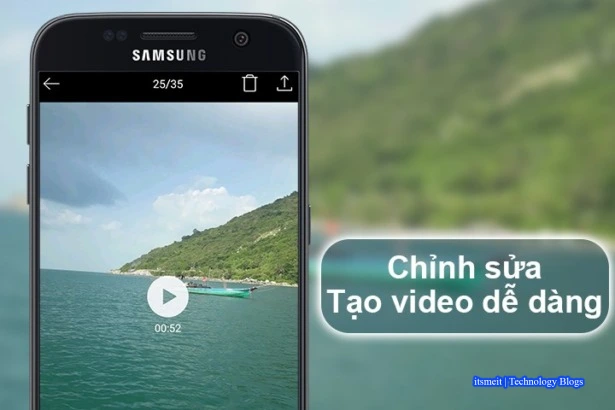 SAMSUNG
25/35
00:52
Chỉnh sửa
Tạo video dễ dàng
itsmeit | Technology Blogs